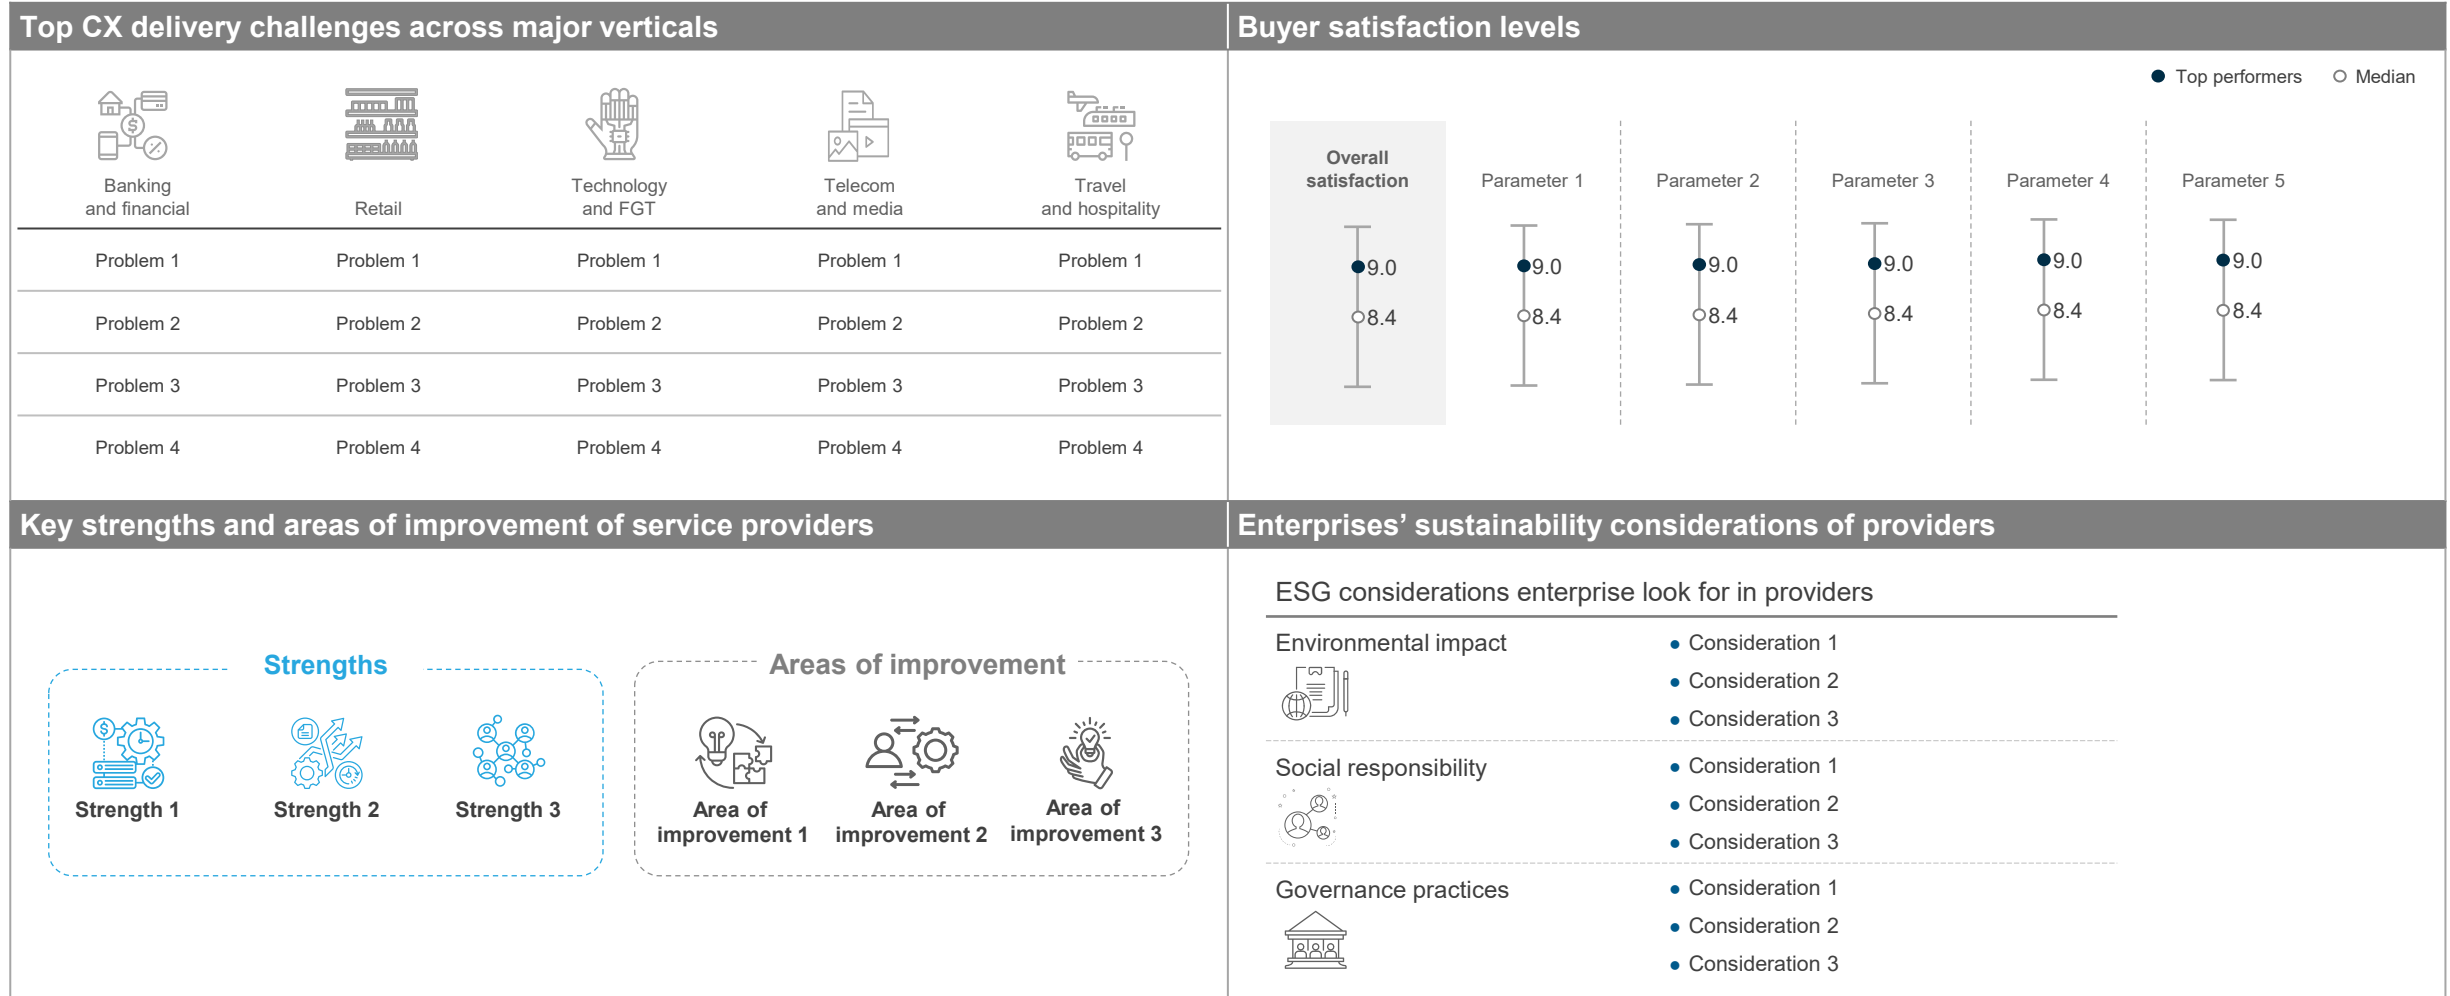 Top CX delivery challenges across major verticals
Banking
and financial
Retail
Technology
and FGT
Telecom
and media
Travel
and hospitality
Problem 1 Problem 1 Problem 1 Problem 1 Problem 1
Problem 2 Problem 2 Problem 2 Problem 2 Problem 2
Problem 3 Problem 3 Problem 3 Problem 3 Problem 3
Problem 4 Problem 4 Problem 4 Problem 4 Problem 4
Buyer satisfaction levels
Top performers Median
Overall
satisfaction
Parameter 1 Parameter 2 Parameter 3 Parameter 4 Parameter 5
9.0 9.0 9.0 9.0 9.0 9.0
8.4 8.4 8.4 8.4 8.4 8.4
Key strengths and areas of improvement of service providers
Strengths
Strength 1 Strength 2 Strength 3
Areas of improvement
Area of
improvement 1
Area of
improvement 2
Area of
improvement 3
Enterprises’ sustainability considerations of providers
ESG considerations enterprise look for in providers
Environmental impact
Consideration 1
Consideration 2
Consideration 3
Social responsibility
Consideration 1
Consideration 2
Consideration 3
Governance practices
Consideration 1
Consideration 2
Consideration 3